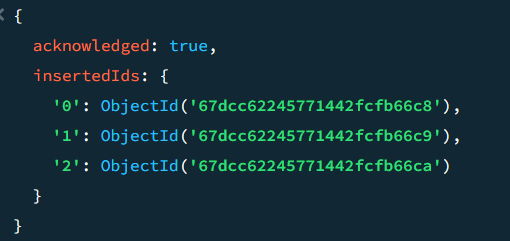 {
acknowledged: true,
insertedIds: {
'0': ObjectId('67dcc62245771442fcfb66c8'),
'1': ObjectId('67dcc62245771442fcfb66c9'),
'2': ObjectId('67dcc62245771442fcfb66ca')
}
}